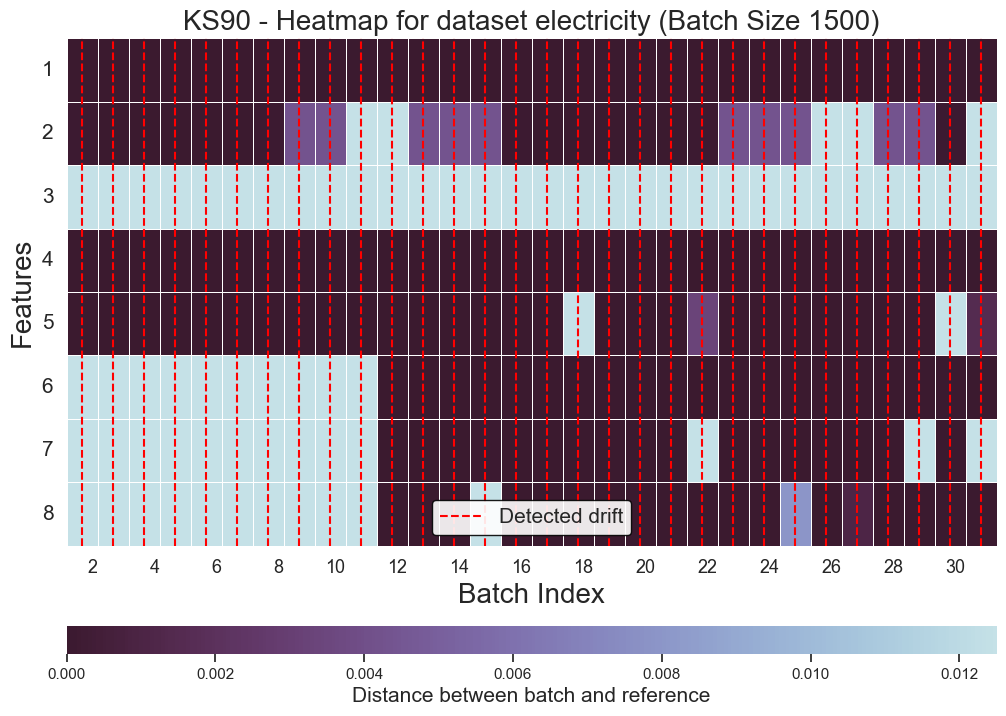 KS90 - Heatmap for dataset electricity (Batch Size 1500)
Features
1
2
3
4
5
6
7
8
Detected drift
2 4 6 8 10 12 14 16 18 20 22 24 26 28 30
Batch Index
0.000 0.002 0.004 0.006 0.008 0.010 0.012
Distance between batch and reference